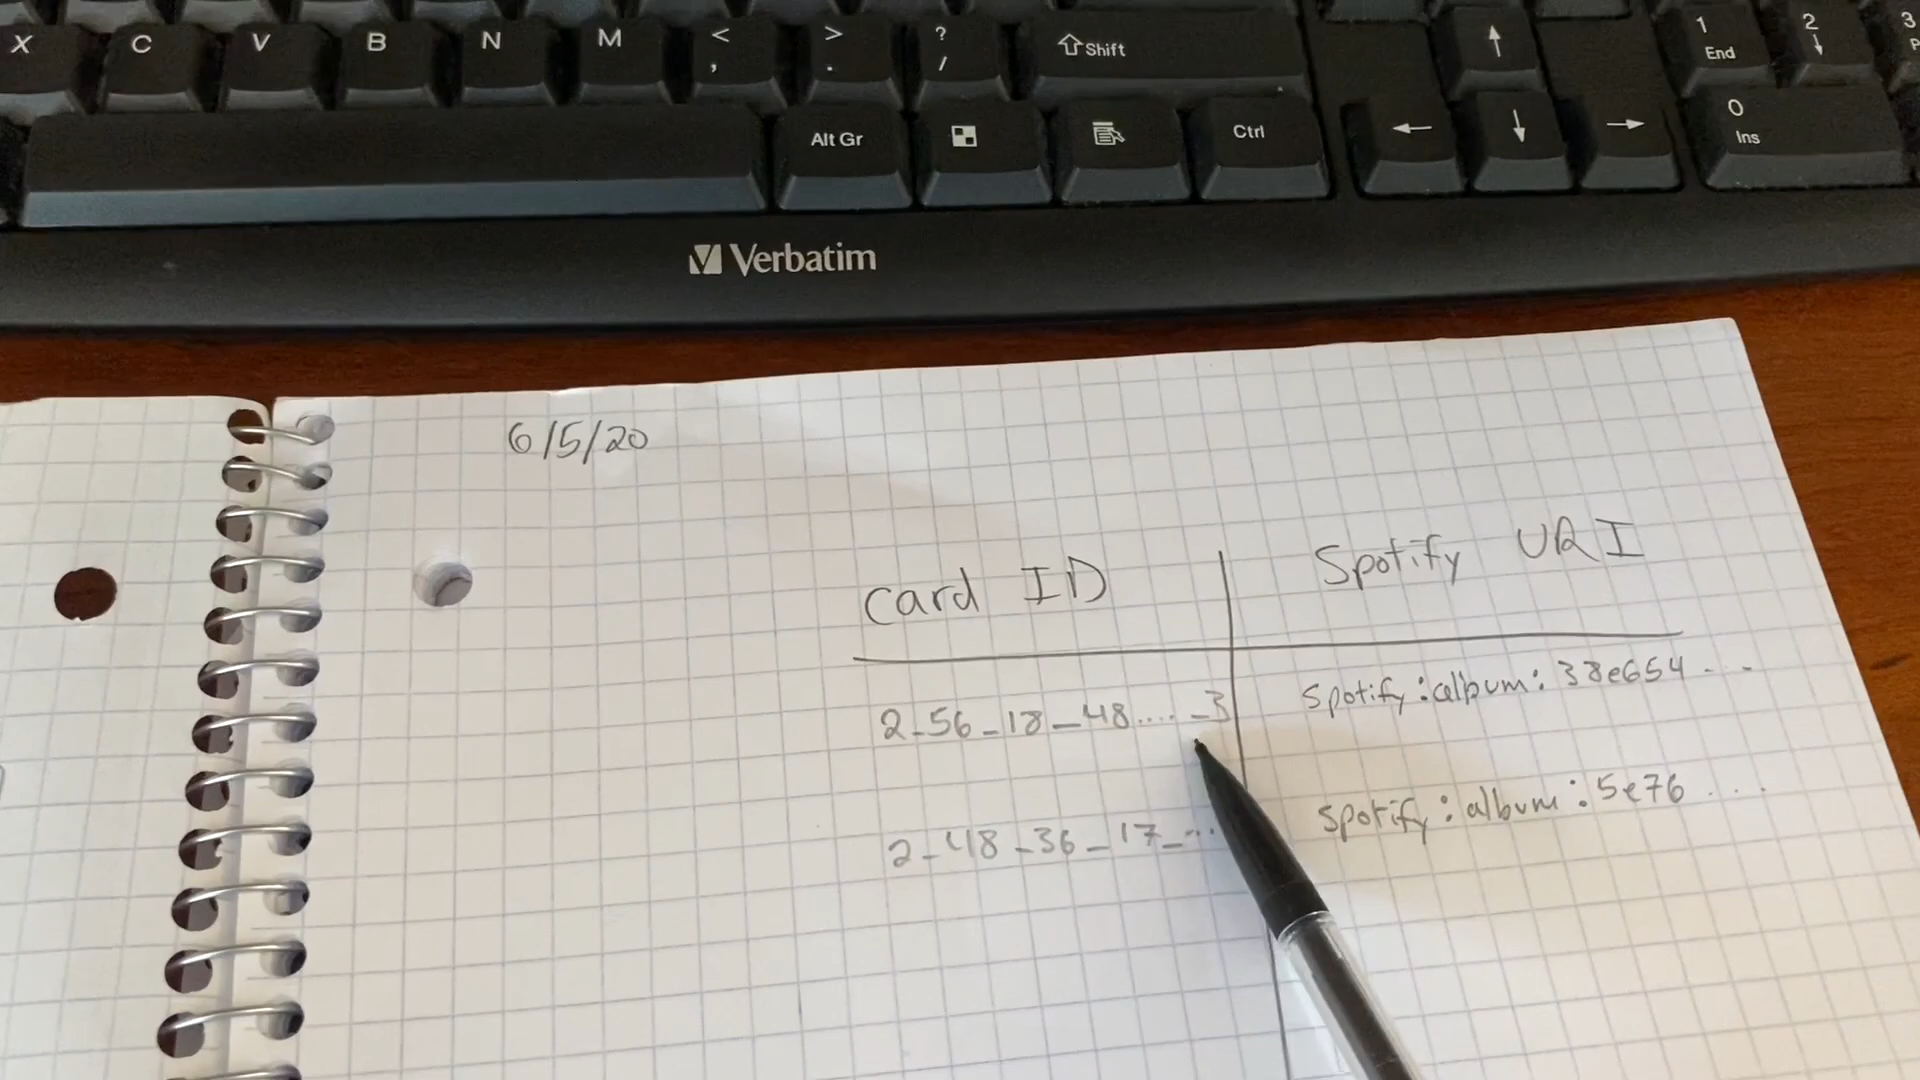 X C V B N M < , > . ? / Shift 1 End 2 3
Alt Gr Ctrl 0 Ins
Verbatim
6/5/20
Card ID Spotify URI
2_56_18_48...._3 Spotify:album:38e654...
2_48_36_17_... Spotify:album:5e76....